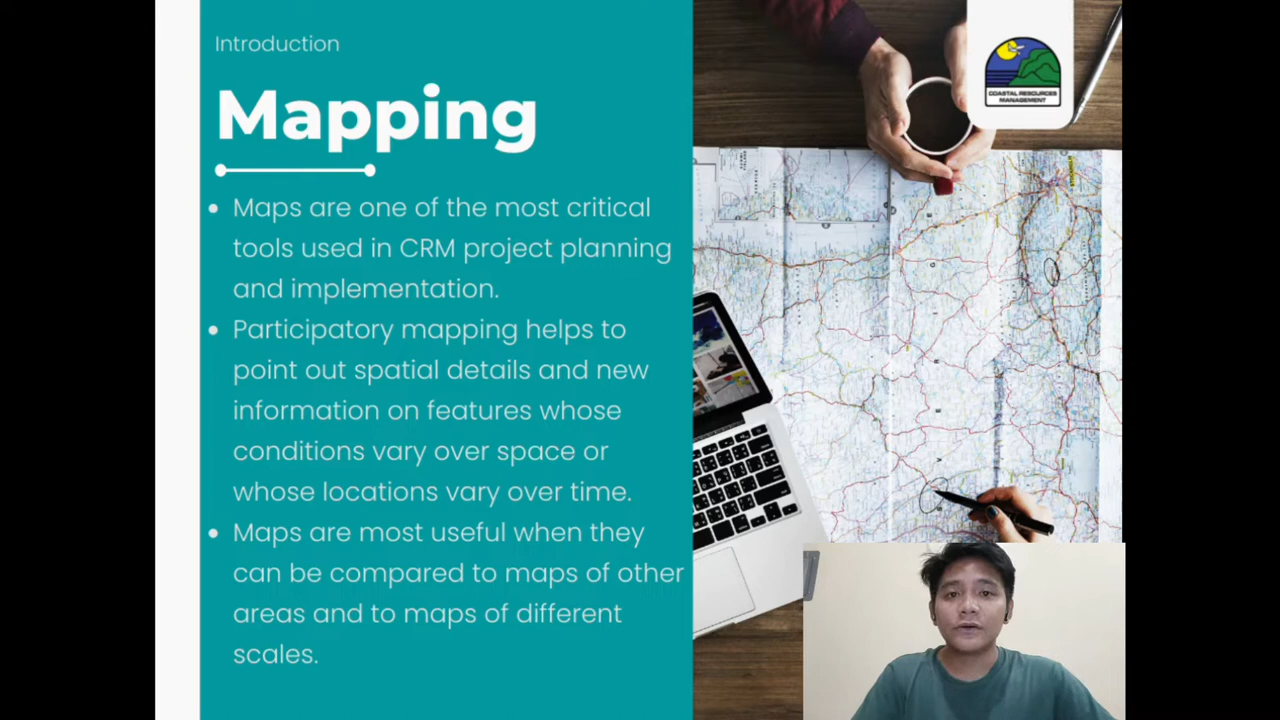 Introduction
Mapping
• Maps are one of the most critical
tools used in CRM project planning
and implementation.
• Participatory mapping helps to
point out spatial details and new
information on features whose
conditions vary over space or
whose locations vary over time.
• Maps are most useful when they
can be compared to maps of other
areas and to maps of different
scales.
COASTAL RESOURCES
MANAGEMENT